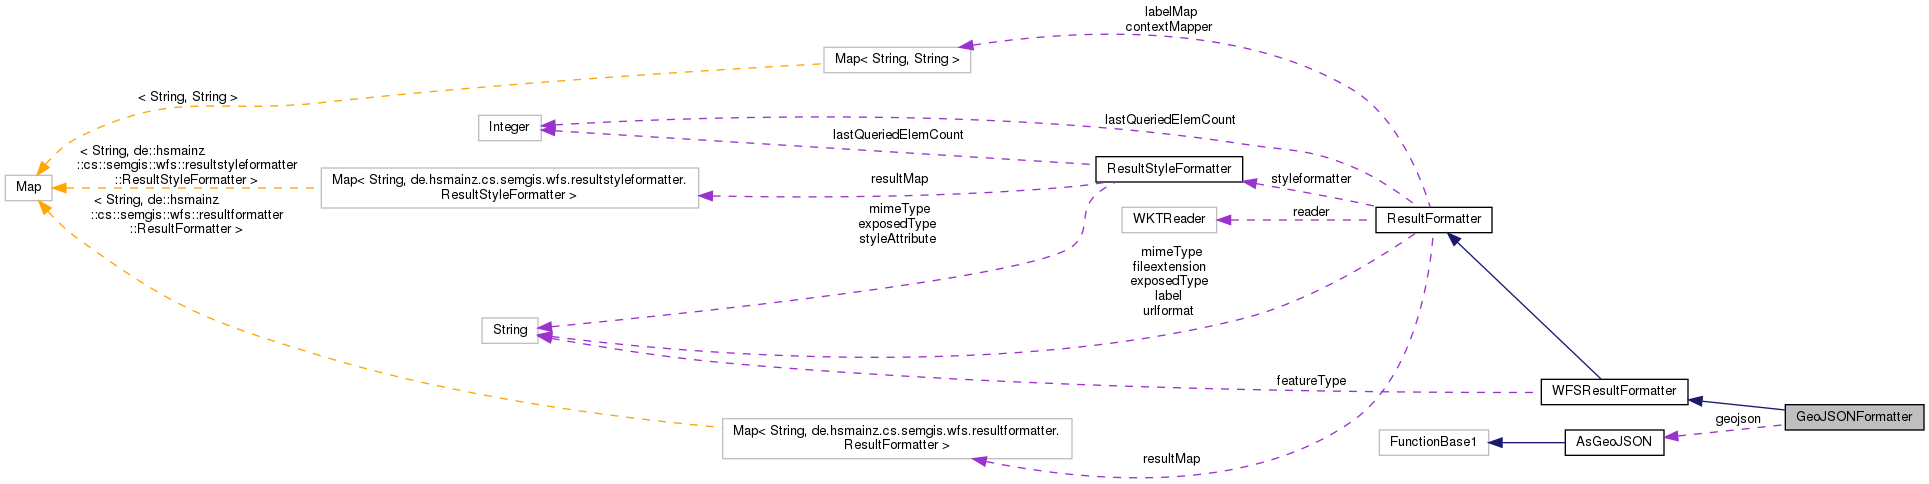 labelMap
contextMapper
Map< String, String >
< String, String >
Integer
lastQueriedElemCount
lastQueriedElemCount
< String, de::hsmainz
::cs::semgis::wfs::resultstyleformatter
::ResultStyleFormatter >
Map
Map< String, de.hsmainz.cs.semgis.wfs.resultstyleformatter.
ResultStyleFormatter >
resultMap
ResultStyleFormatter
styleformatter
< String, de::hsmainz
::cs::semgis::wfs::resultformatter
::ResultFormatter >
mimeType
exposedType
styleAttribute
WKTReader
reader
ResultFormatter
mimeType
fileextension
exposedType
label
urlformat
String
featureType
WFSResultFormatter
GeoJSONFormatter
geojson
Map< String, de.hsmainz.cs.semgis.wfs.resultformatter.
ResultFormatter >
FunctionBase1
AsGeoJSON
resultMap